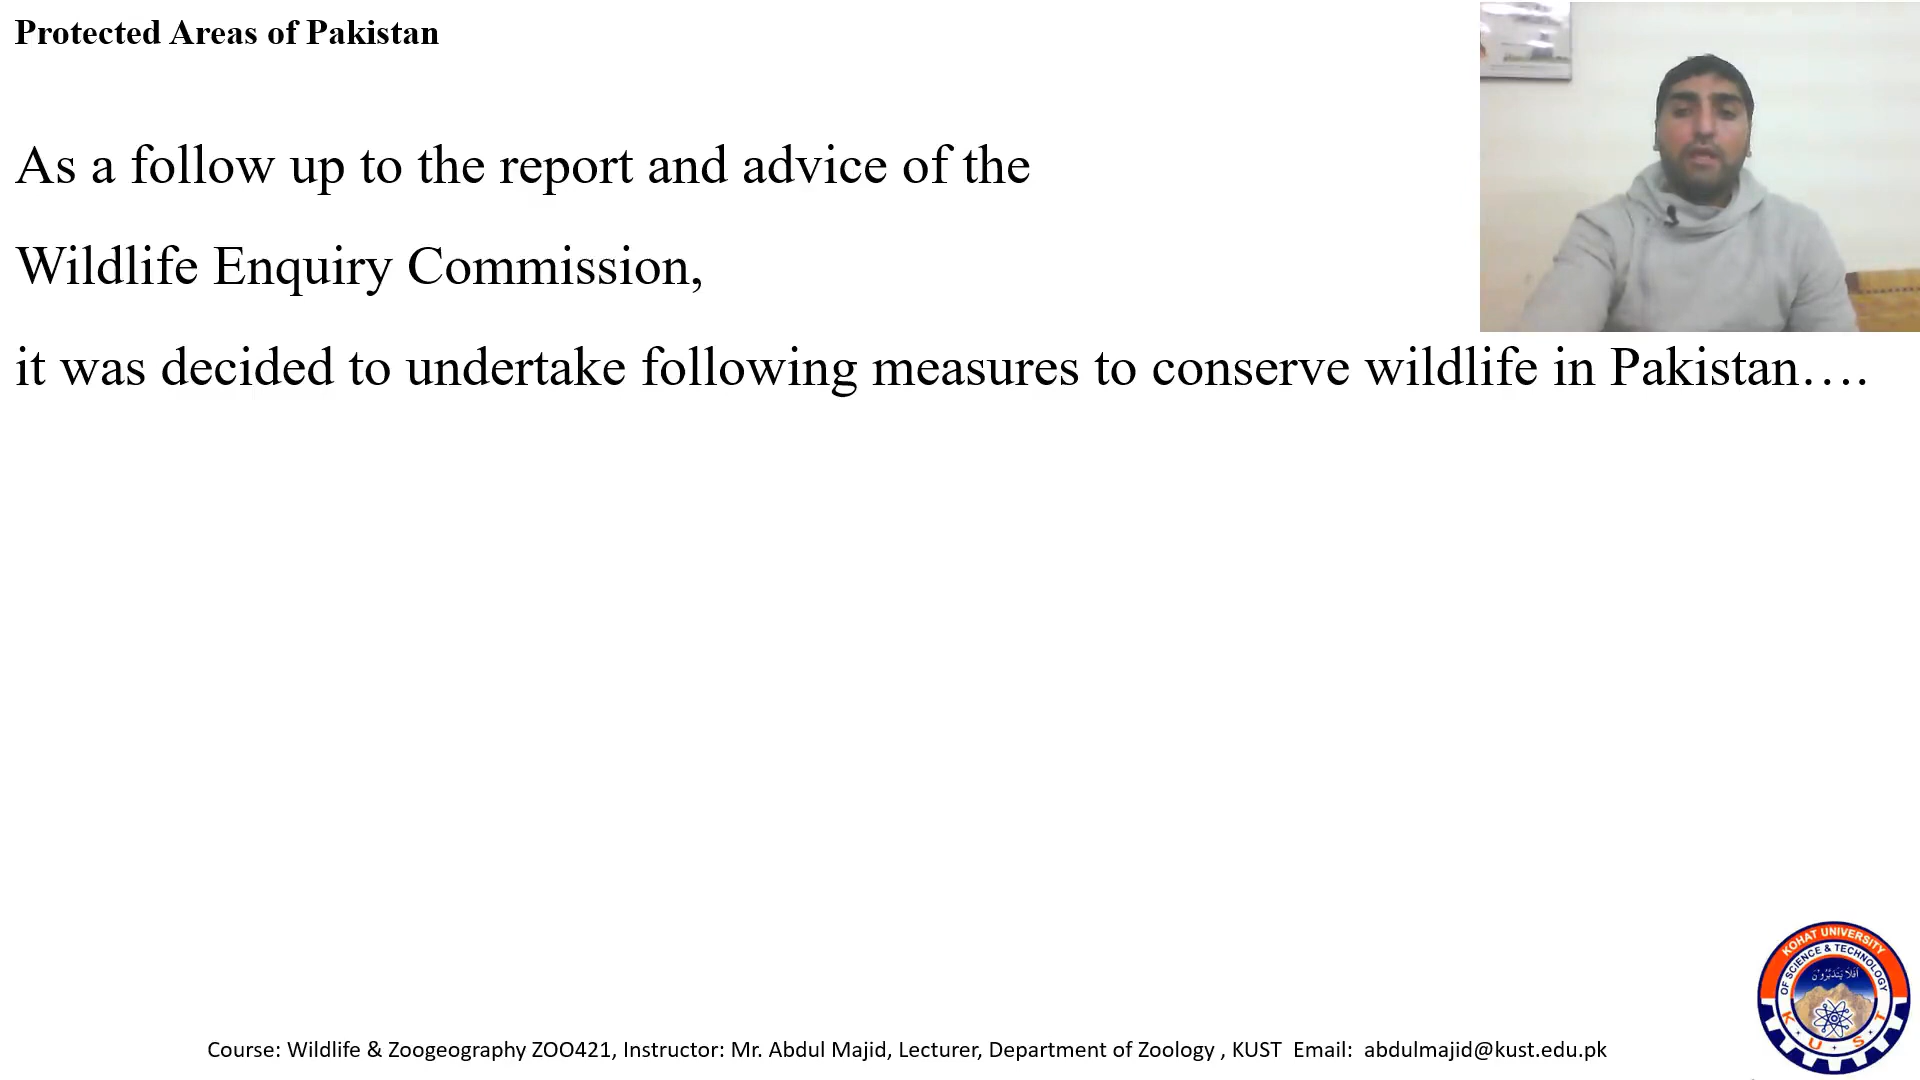 Protected Areas of Pakistan
As a follow up to the report and advice of the
Wildlife Enquiry Commission,
it was decided to undertake following measures to conserve wildlife in Pakistan….
KOHAT UNIVERSITY
OF SCIENCE & TECHNOLOGY
أفلا يتدبرون
K U S T
Course: Wildlife & Zoogeography ZOO421, Instructor: Mr. Abdul Majid, Lecturer, Department of Zoology , KUST  Email:  abdulmajid@kust.edu.pk